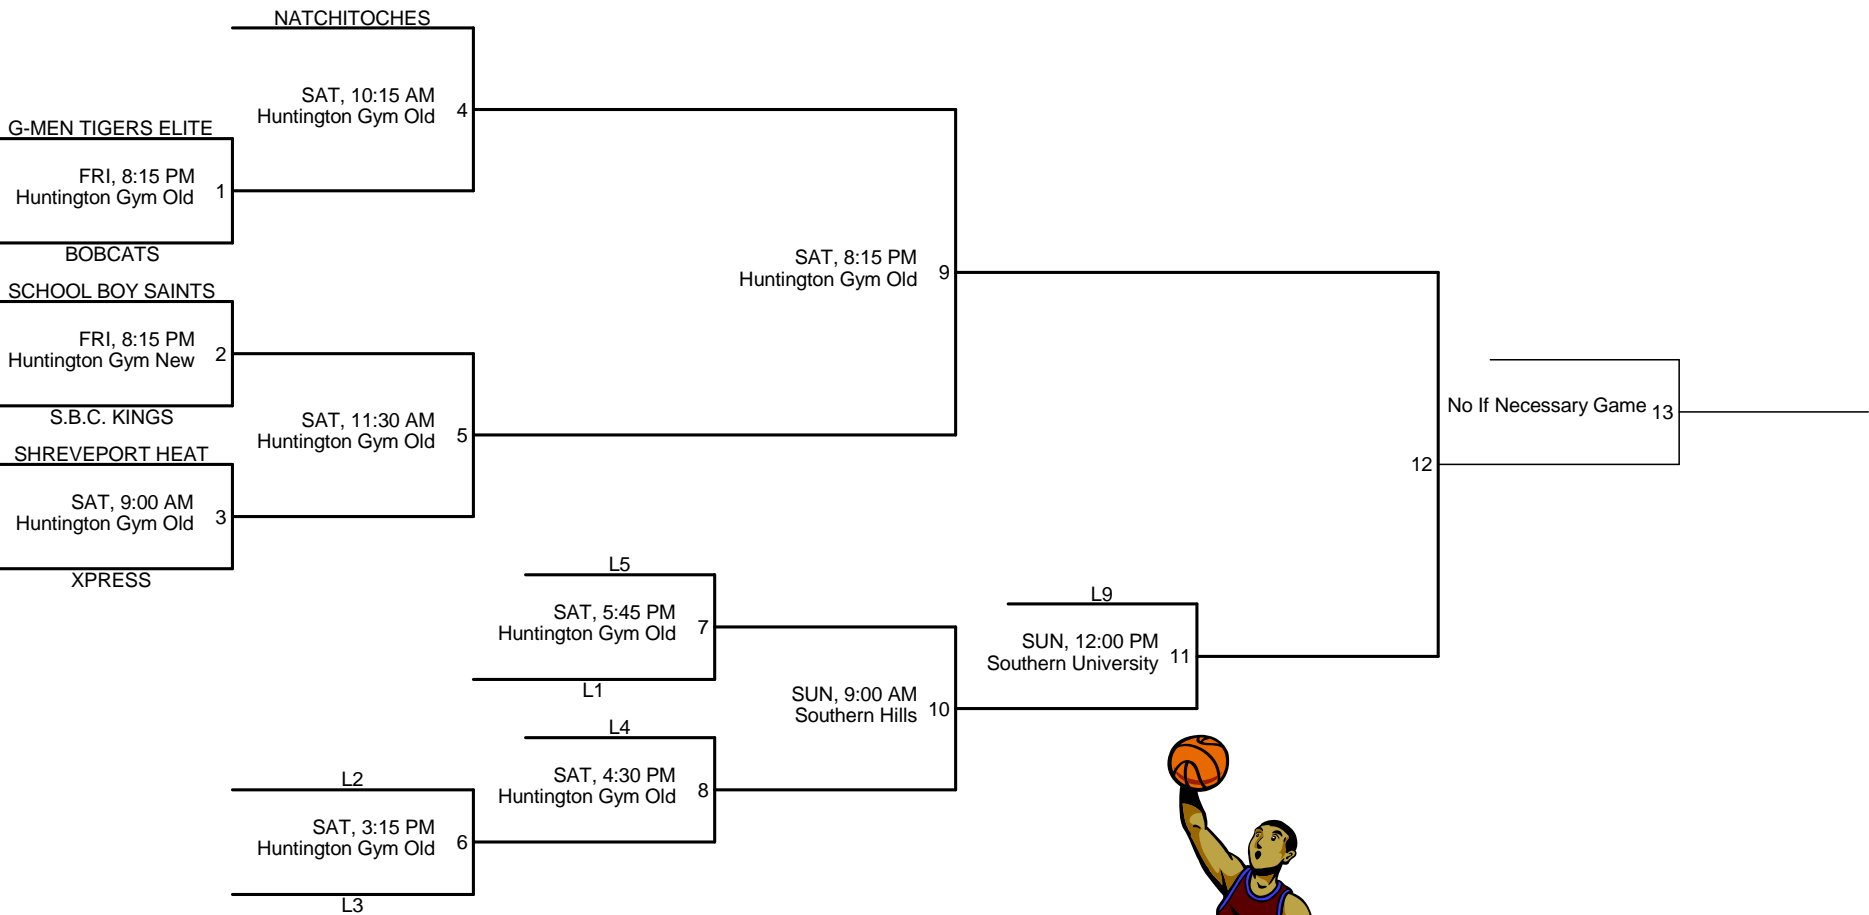 NATCHITOCHES
SAT, 10:15 AM
Huntington Gym Old 4
G-MEN TIGERS ELITE
FRI, 8:15 PM
Huntington Gym Old 1
BOBCATS
SCHOOL BOY SAINTS
FRI, 8:15 PM
Huntington Gym New 2
S.B.C. KINGS
SAT, 11:30 AM
Huntington Gym Old 5
SHREVEPORT HEAT
SAT, 9:00 AM
Huntington Gym Old 3
XPRESS
SAT, 8:15 PM
Huntington Gym Old 9
No If Necessary Game 13
12
L5
SAT, 5:45 PM
Huntington Gym Old 7
L1
L9
SUN, 12:00 PM
Southern University 11
SUN, 9:00 AM
Southern Hills 10
L4
SAT, 4:30 PM
Huntington Gym Old 8
L2
SAT, 3:15 PM
Huntington Gym Old 6
L3